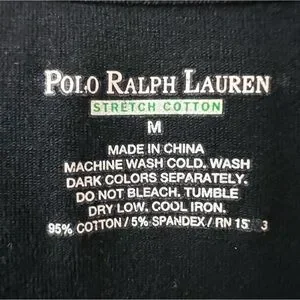 POLO RALPH LAUREN
STRETCH COTTON
M
MADE IN CHINA
MACHINE WASH COLD. WASH
DARK COLORS SEPARATELY.
DO NOT BLEACH. TUMBLE
DRY LOW. COOL IRON.
95% COTTON / 5% SPANDEX / RN